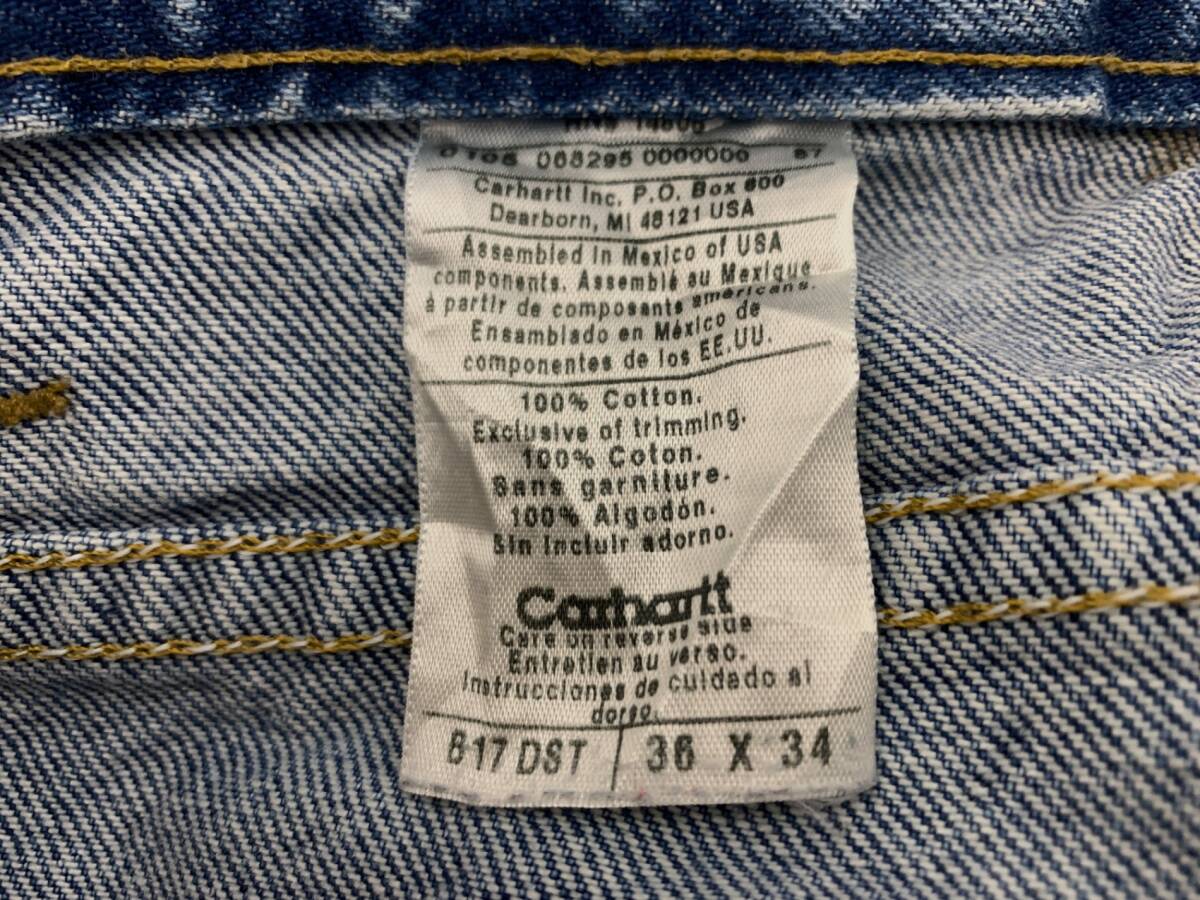 0000000
Carhartt Inc. P.O. Box 600
Dearborn, MI 48121 USA
Assembled in Mexico of USA
components. Assemblé au Mexique
à partir de composants américains.
Ensamblado en México de
componentes de los EE.UU.
100% Cotton.
Exclusive of trimming.
100% Coton.
Sans garniture.
100% Algodón.
Sin incluir adorno.
Carhartt
Care on reverse side
Entretien au verso.
Instrucciones de cuidado al
dorso.
B17 DST 36 X 34